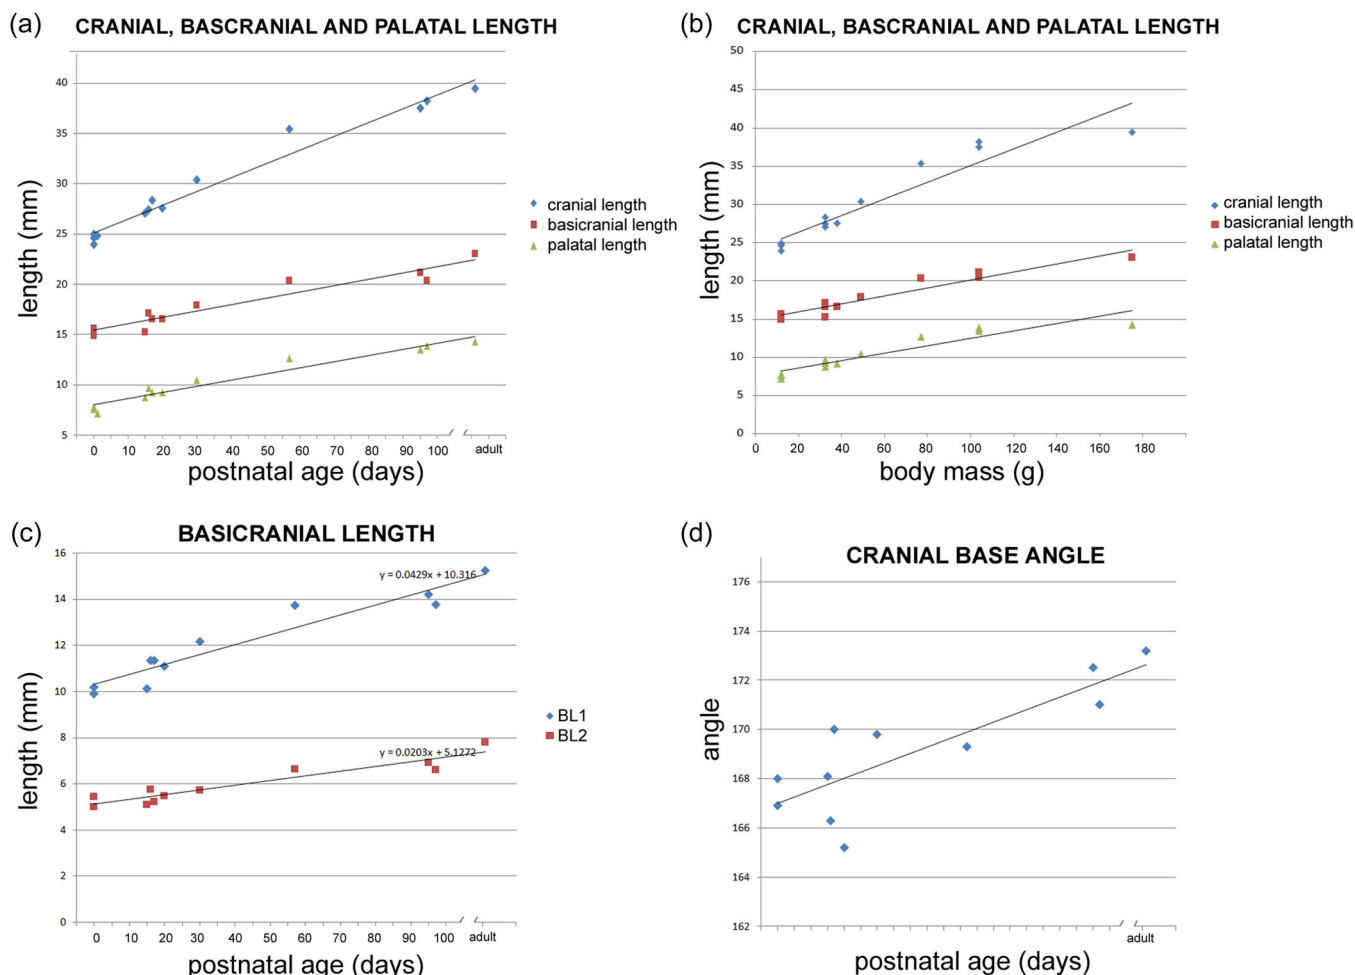 (a) CRANIAL, BASCRANIAL AND PALATAL LENGTH
40
35
30
25
20
15
10
5
length (mm)
0 10 20 30 40 50 60 70 80 90 100 adult
postnatal age (days)
cranial length
basicranial length
palatal length
(b) CRANIAL, BASCRANIAL AND PALATAL LENGTH
50
45
40
35
30
25
20
15
10
5
0
length (mm)
0 20 40 60 80 100 120 140 160 180
body mass (g)
cranial length
basicranial length
palatal length
(c) BASICRANIAL LENGTH
16
14
12
10
8
6
4
2
0
length (mm)
y = 0.0429x + 10.316
y = 0.0203x + 5.1272
0 10 20 30 40 50 60 70 80 90 100 adult
postnatal age (days)
BL1
BL2
(d) CRANIAL BASE ANGLE
176
174
172
170
168
166
164
162
angle
adult
postnatal age (days)